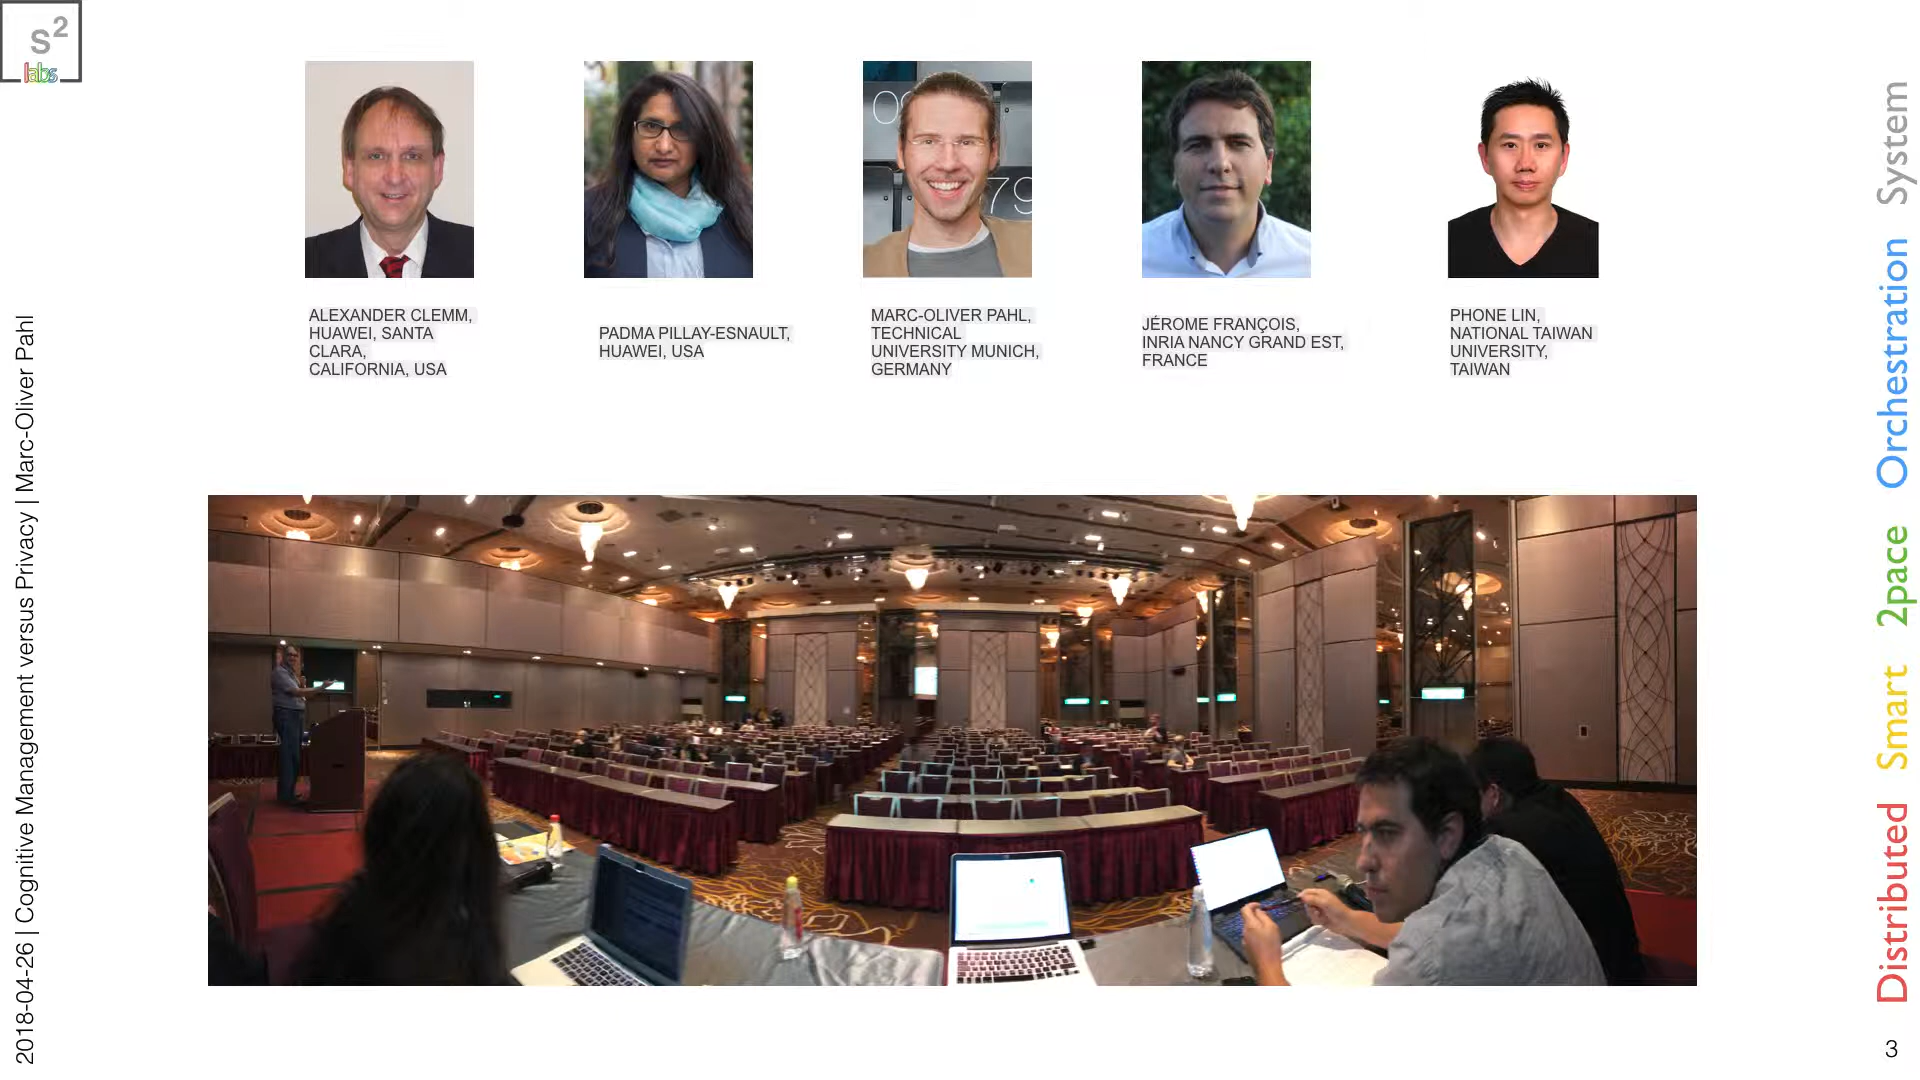 S2
labs
09
79
ALEXANDER CLEMM,
HUAWEI, SANTA
CLARA,
CALIFORNIA, USA
PADMA PILLAY-ESNAULT,
HUAWEI, USA
MARC-OLIVER PAHL,
TECHNICAL
UNIVERSITY MUNICH,
GERMANY
JÉROME FRANÇOIS,
INRIA NANCY GRAND EST,
FRANCE
PHONE LIN,
NATIONAL TAIWAN
UNIVERSITY,
TAIWAN
2018-04-26 | Cognitive Management versus Privacy | Marc-Oliver Pahl
Distributed Smart 2pace Orchestration System
3